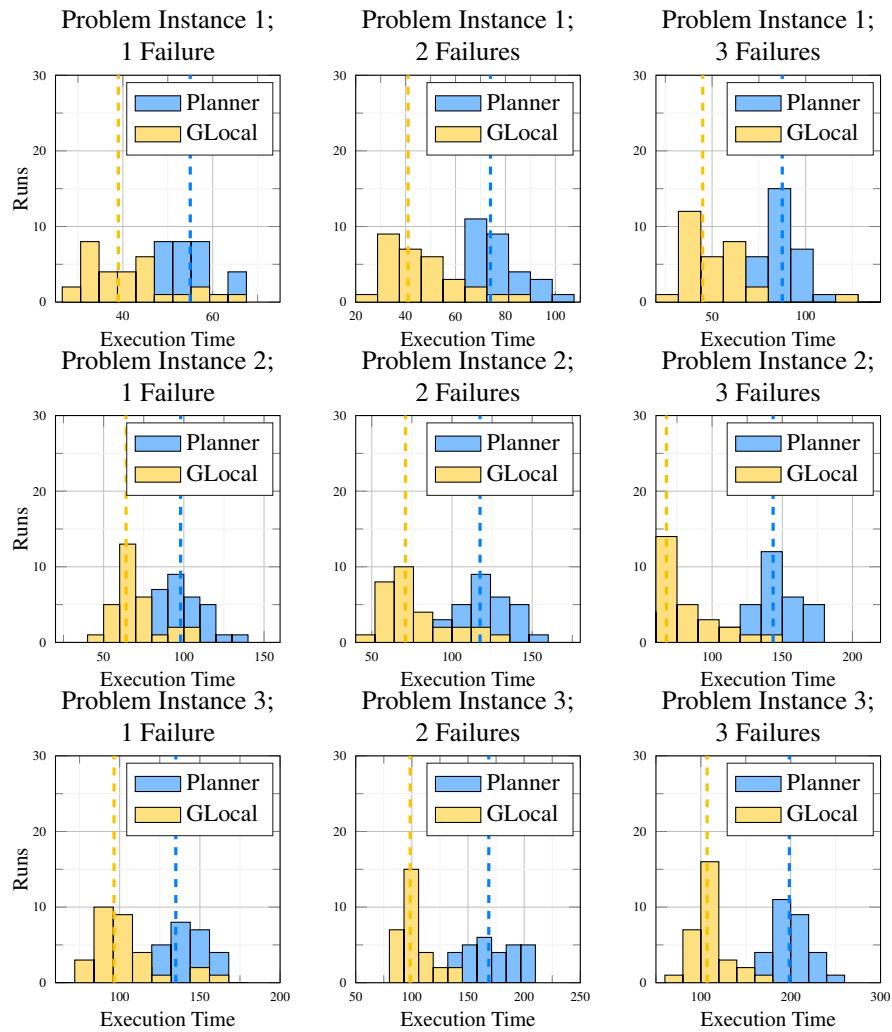 Problem Instance 1;
1 Failure
30
20
10
0
40
60
Runs
Execution Time
Planner
GLocal
Problem Instance 1;
2 Failures
30
20
10
0
20
40
60
80
100
Execution Time
Planner
GLocal
Problem Instance 1;
3 Failures
30
20
10
0
50
100
Execution Time
Planner
GLocal
Problem Instance 2;
1 Failure
30
20
10
0
50
100
150
Runs
Execution Time
Planner
GLocal
Problem Instance 2;
2 Failures
30
20
10
0
50
100
150
Execution Time
Planner
GLocal
Problem Instance 2;
3 Failures
30
20
10
0
100
150
200
Execution Time
Planner
GLocal
Problem Instance 3;
1 Failure
30
20
10
0
100
150
200
Runs
Execution Time
Planner
GLocal
Problem Instance 3;
2 Failures
30
20
10
0
50
100
150
200
250
Execution Time
Planner
GLocal
Problem Instance 3;
3 Failures
30
20
10
0
100
200
300
Execution Time
Planner
GLocal